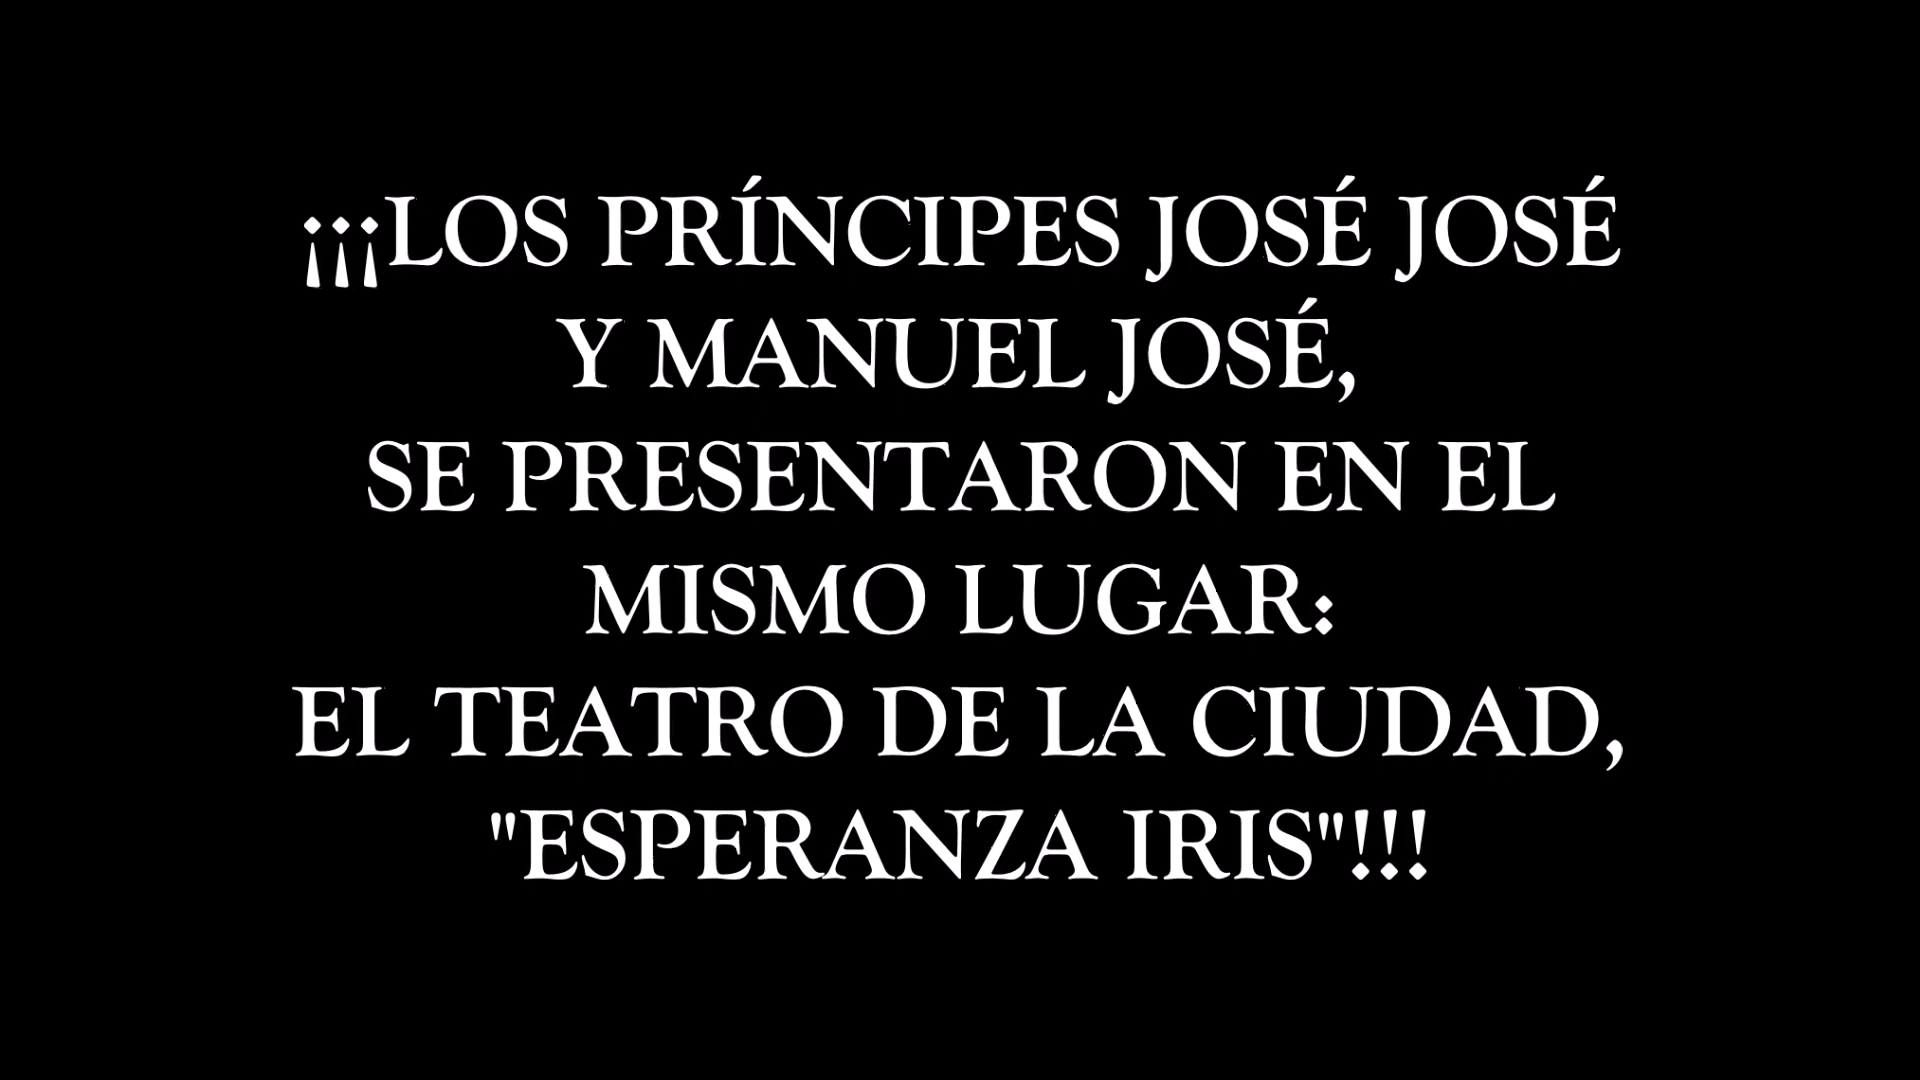 ¡¡¡LOS PRÍNCIPES JOSÉ JOSÉ
Y MANUEL JOSÉ,
SE PRESENTARON EN EL
MISMO LUGAR:
EL TEATRO DE LA CIUDAD,
"ESPERANZA IRIS"!!!